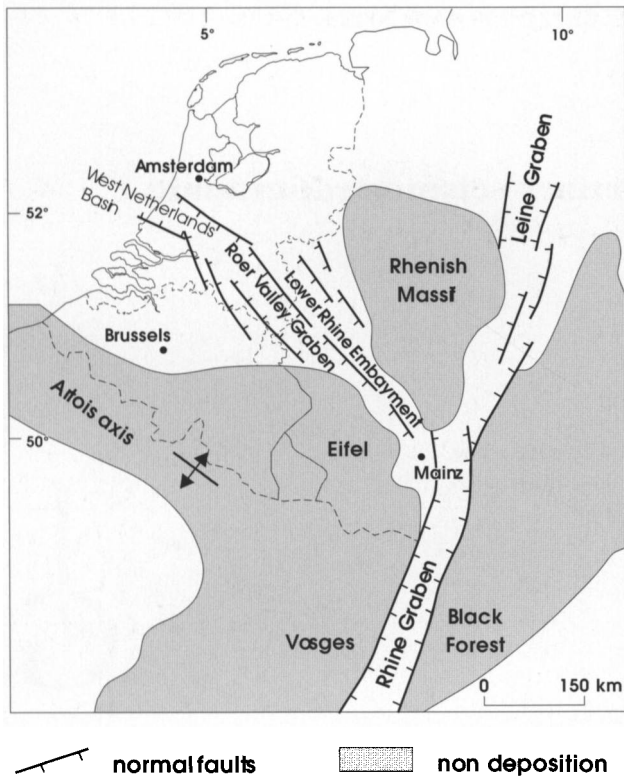 5°
10°
Amsterdam
52°
West Netherlands
Bash
Leine Graben
Roer Valley Graben
Lower Rhine Embayment
Rhenish
Massif
Brussels
Artois axis
50°
Eifel
Mainz
Rhine Graben
Vosges
Black
Forest
0 150 km
normal faults
non deposition